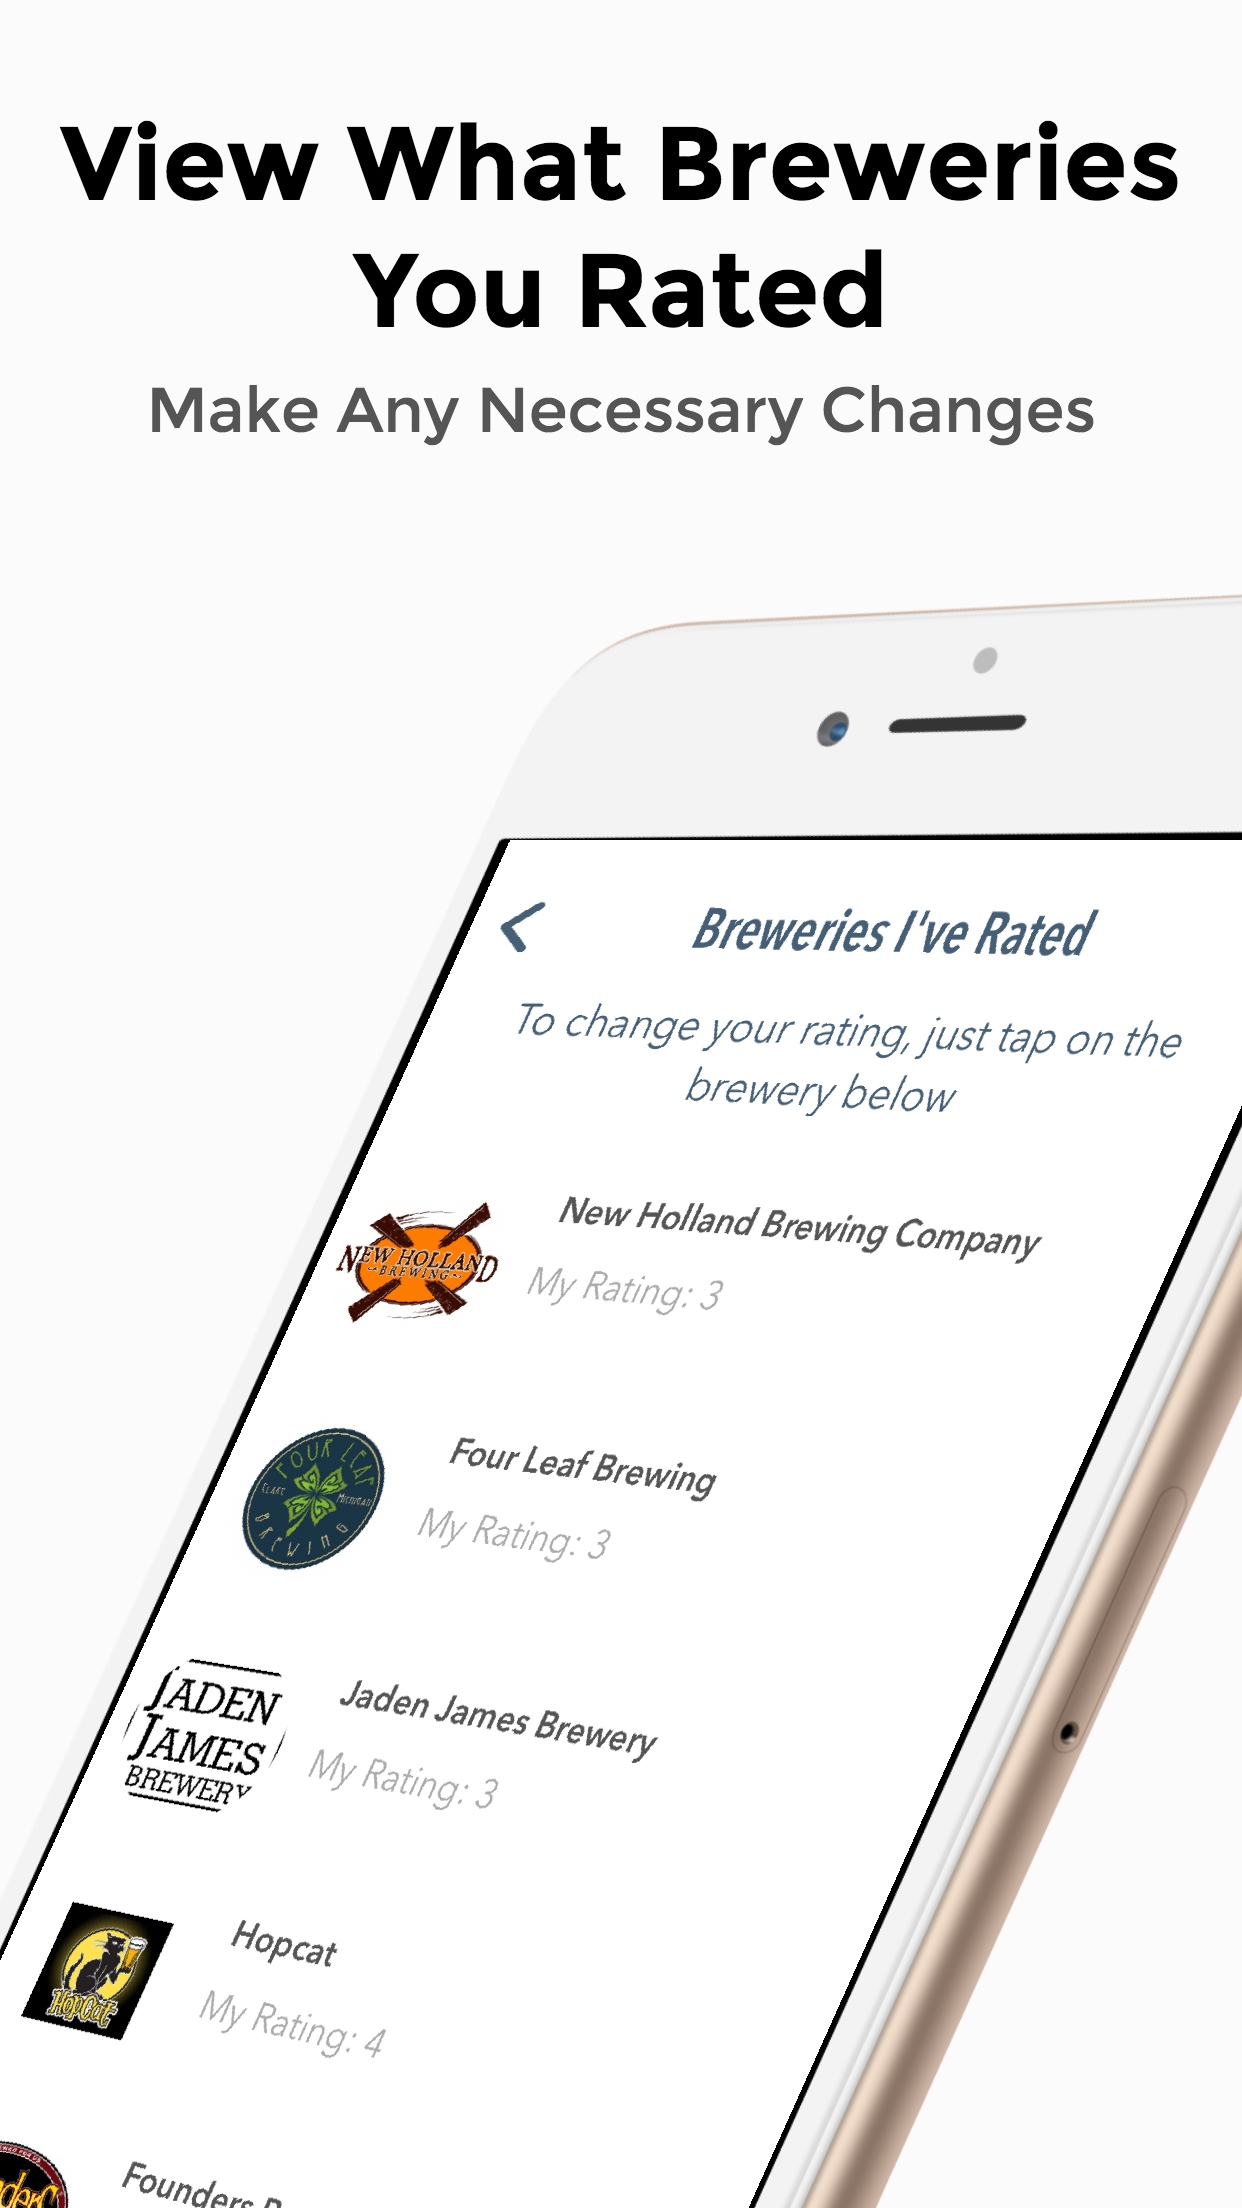 View What Breweries
You Rated
Make Any Necessary Changes
Breweries I've Rated
To change your rating, just tap on the
brewery below
NEW HOLLAND
BREWING
New Holland Brewing Company
My Rating: 3
FOUR LEAF
CLARE MICHIGAN
BREWING
Four Leaf Brewing
My Rating: 3
JADEN
JAMES
BREWERY
Jaden James Brewery
My Rating: 3
HopCat
Hopcat
My Rating: 4
Founders